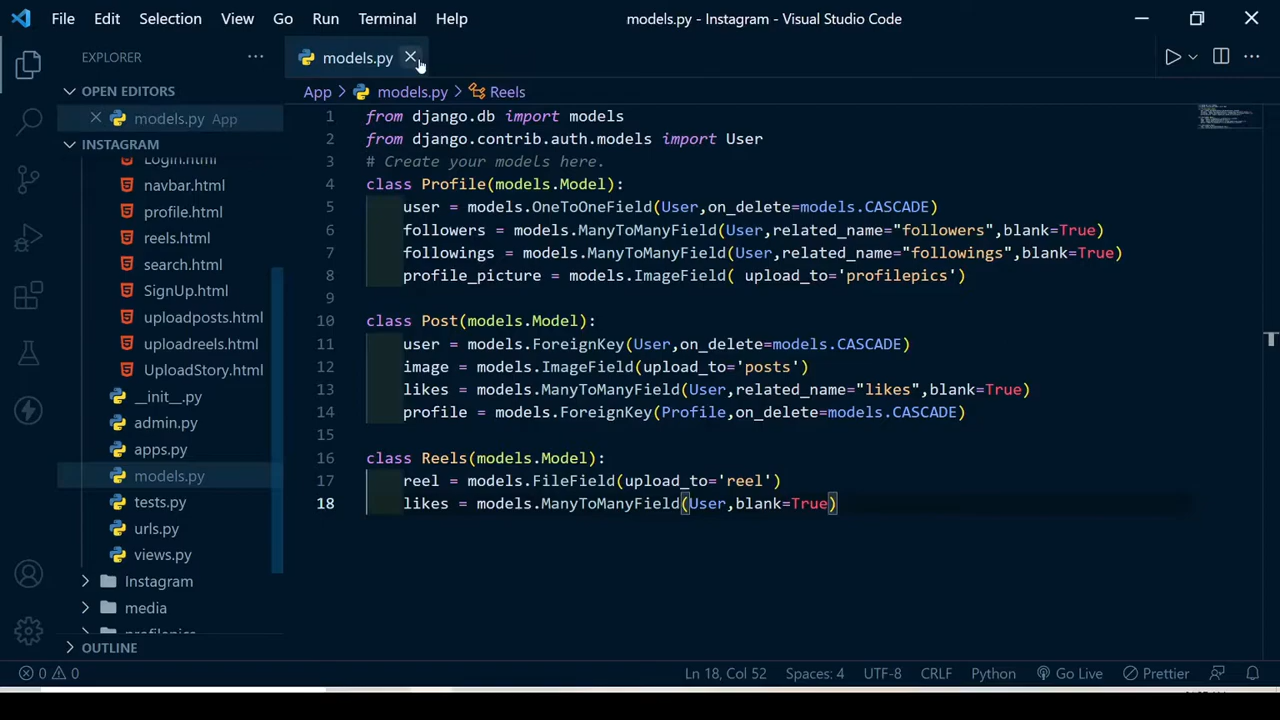 File Edit Selection View Go Run Terminal Help models.py - Instagram - Visual Studio Code
EXPLORER
OPEN EDITORS
models.py App
INSTAGRAM
Login.html
navbar.html
profile.html
reels.html
search.html
SignUp.html
uploadposts.html
uploadreels.html
UploadStory.html
__init__.py
admin.py
apps.py
models.py
tests.py
urls.py
views.py
Instagram
media
profilepics
OUTLINE
models.py
App models.py Reels
1 from django.db import models
2 from django.contrib.auth.models import User
3 # Create your models here.
4 class Profile(models.Model):
5 user = models.OneToOneField(User,on_delete=models.CASCADE)
6 followers = models.ManyToManyField(User,related_name="followers",blank=True)
7 followings = models.ManyToManyField(User,related_name="followings",blank=True)
8 profile_picture = models.ImageField( upload_to='profilepics')
9
10 class Post(models.Model):
11 user = models.ForeignKey(User,on_delete=models.CASCADE)
12 image = models.ImageField(upload_to='posts')
13 likes = models.ManyToManyField(User,related_name="likes",blank=True)
14 profile = models.ForeignKey(Profile,on_delete=models.CASCADE)
15
16 class Reels(models.Model):
17 reel = models.FileField(upload_to='reel')
18 likes = models.ManyToManyField(User,blank=True)
0 0 Ln 18, Col 52 Spaces: 4 UTF-8 CRLF Python Go Live Prettier